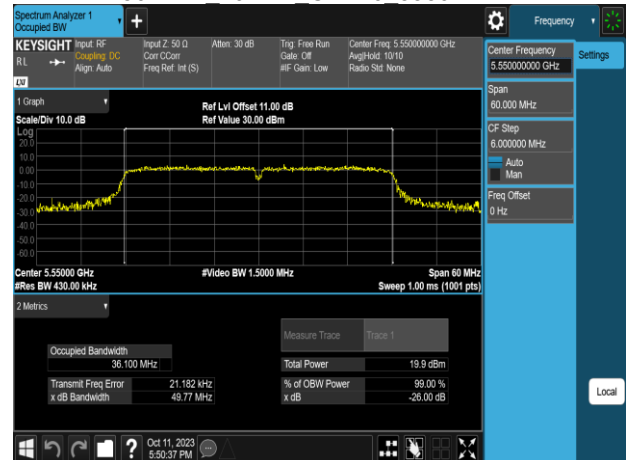 Spectrum Analyzer 1
Occupied BW
Frequency
KEYSIGHT
RL
LXI
Input: RF
Coupling: DC
Align: Auto
Input Z: 50 Ω
Corr CCorr
Freq Ref: Int (S)
Atten: 30 dB
Trig: Free Run
Gate: Off
#IF Gain: Low
Center Freq: 5.550000000 GHz
Avg|Hold: 10/10
Radio Std: None
Center Frequency
5.550000000 GHz
Settings
Span
60.000 MHz
CF Step
6.000000 MHz
Auto
Man
Freq Offset
0 Hz
1 Graph
Scale/Div 10.0 dB
Ref Lvl Offset 11.00 dB
Ref Value 30.00 dBm
Log
20.0
10.0
0.00
-10.0
-20.0
-30.0
-40.0
-50.0
-60.0
Center 5.55000 GHz
#Res BW 430.00 kHz
#Video BW 1.5000 MHz
Span 60 MHz
Sweep 1.00 ms (1001 pts)
2 Metrics
Measure Trace
Trace 1
Occupied Bandwidth
36.100 MHz
Total Power
19.9 dBm
Transmit Freq Error
21.182 kHz
% of OBW Power
99.00 %
x dB Bandwidth
49.77 MHz
x dB
-26.00 dB
Local
?
Oct 11, 2023
5:50:37 PM